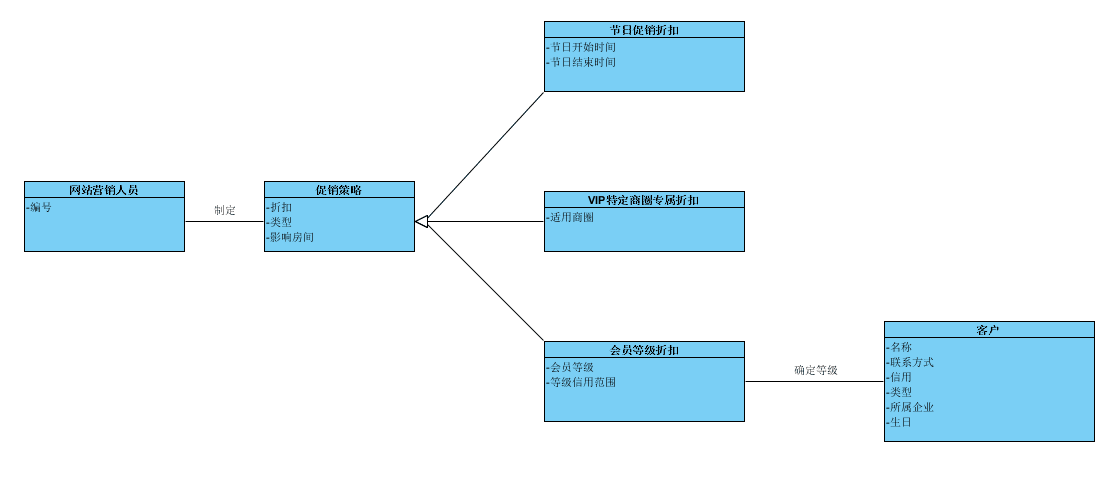 节日促销折扣
-节日开始时间
-节日结束时间
网站营销人员
-编号
制定
促销策略
-折扣
-类型
-影响房间
VIP特定商圈专属折扣
-适用商圈
会员等级折扣
-会员等级
-等级信用范围
确定等级
客户
-名称
-联系方式
-信用
-类型
-所属企业
-生日